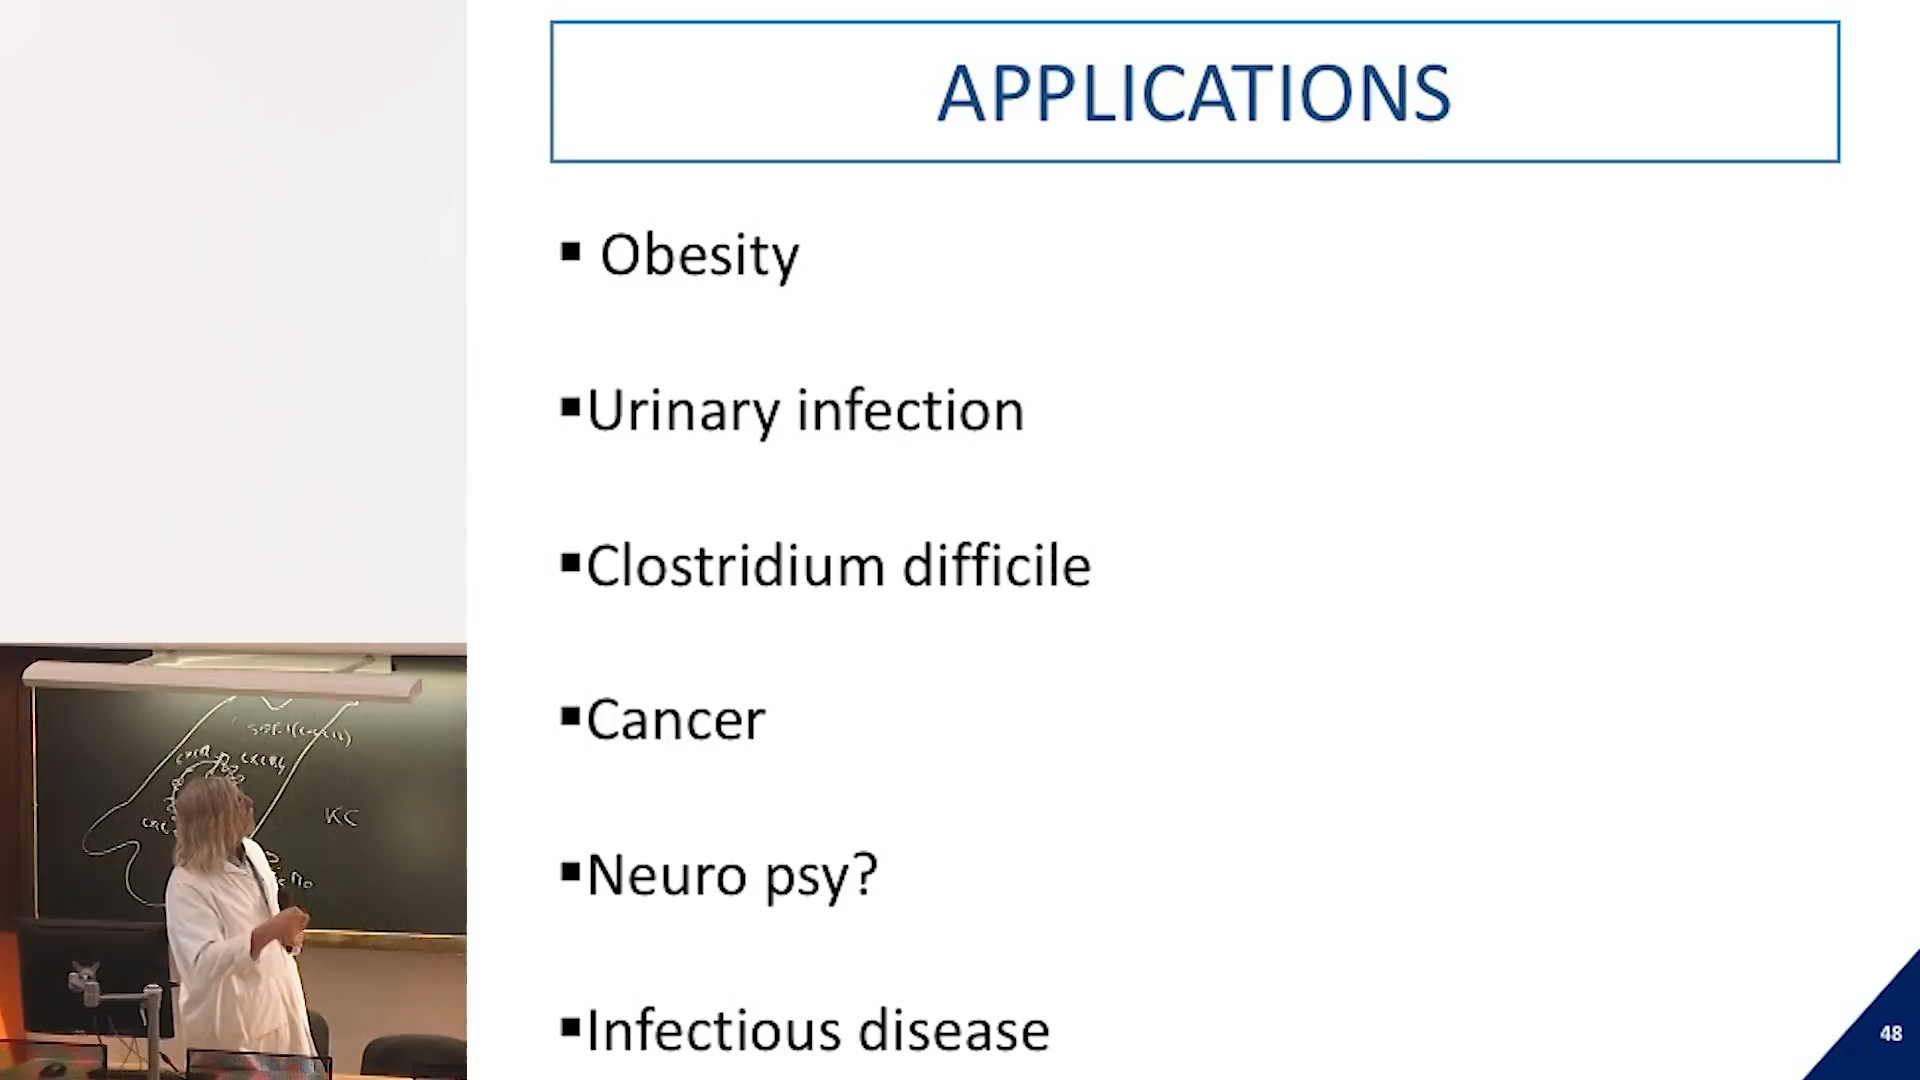 APPLICATIONS
▪ Obesity
▪Urinary infection
▪Clostridium difficile
▪Cancer
▪Neuro psy?
▪Infectious disease
48
KC